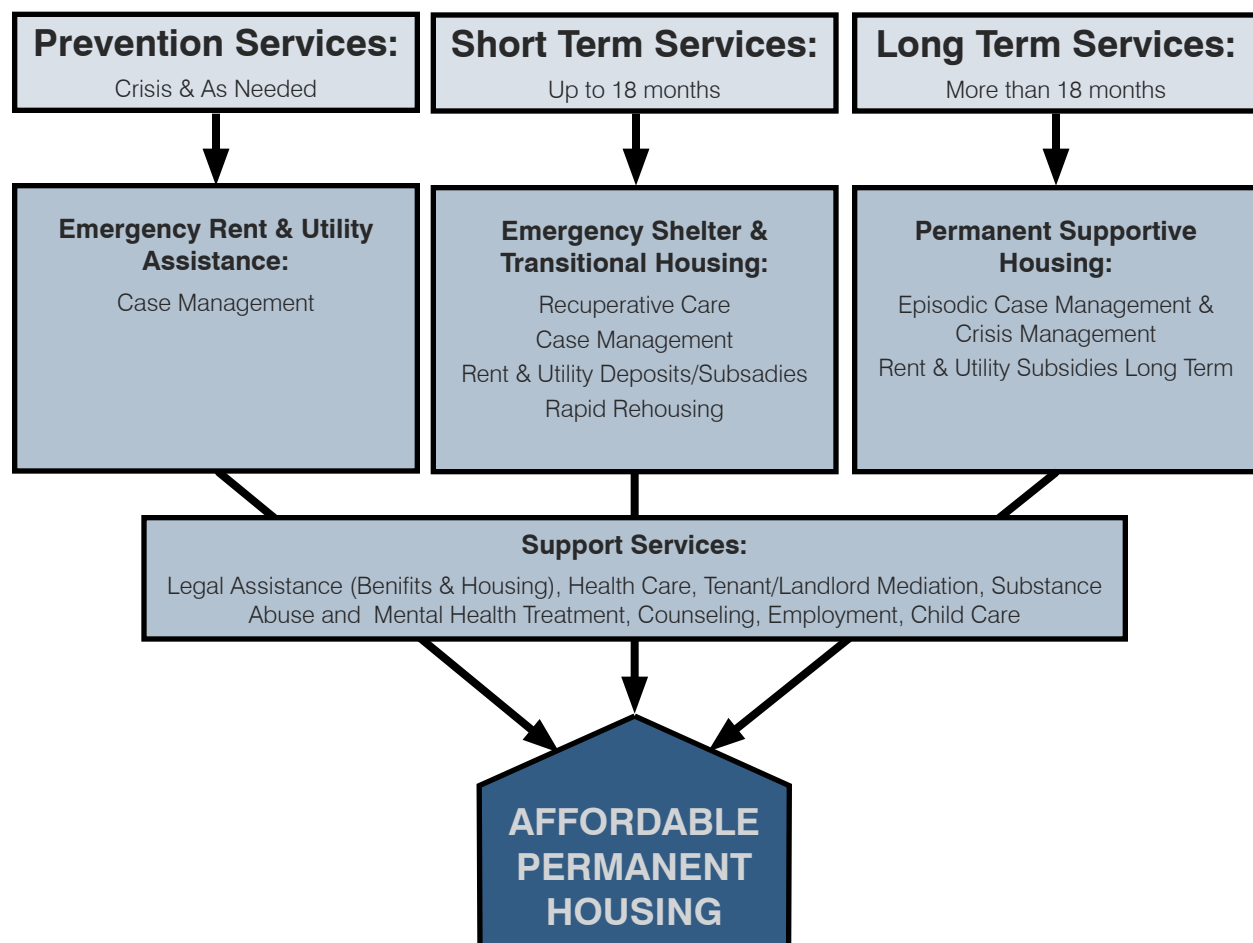 Prevention Services:
Crisis & As Needed
Short Term Services:
Up to 18 months
Long Term Services:
More than 18 months
Emergency Rent & Utility
Assistance:
Case Management
Emergency Shelter &
Transitional Housing:
Recuperative Care
Case Management
Rent & Utility Deposits/Subsadies
Rapid Rehousing
Permanent Supportive
Housing:
Episodic Case Management &
Crisis Management
Rent & Utility Subsidies Long Term
Support Services:
Legal Assistance (Benifits & Housing), Health Care, Tenant/Landlord Mediation, Substance
Abuse and  Mental Health Treatment, Counseling, Employment, Child Care
AFFORDABLE
PERMANENT
HOUSING